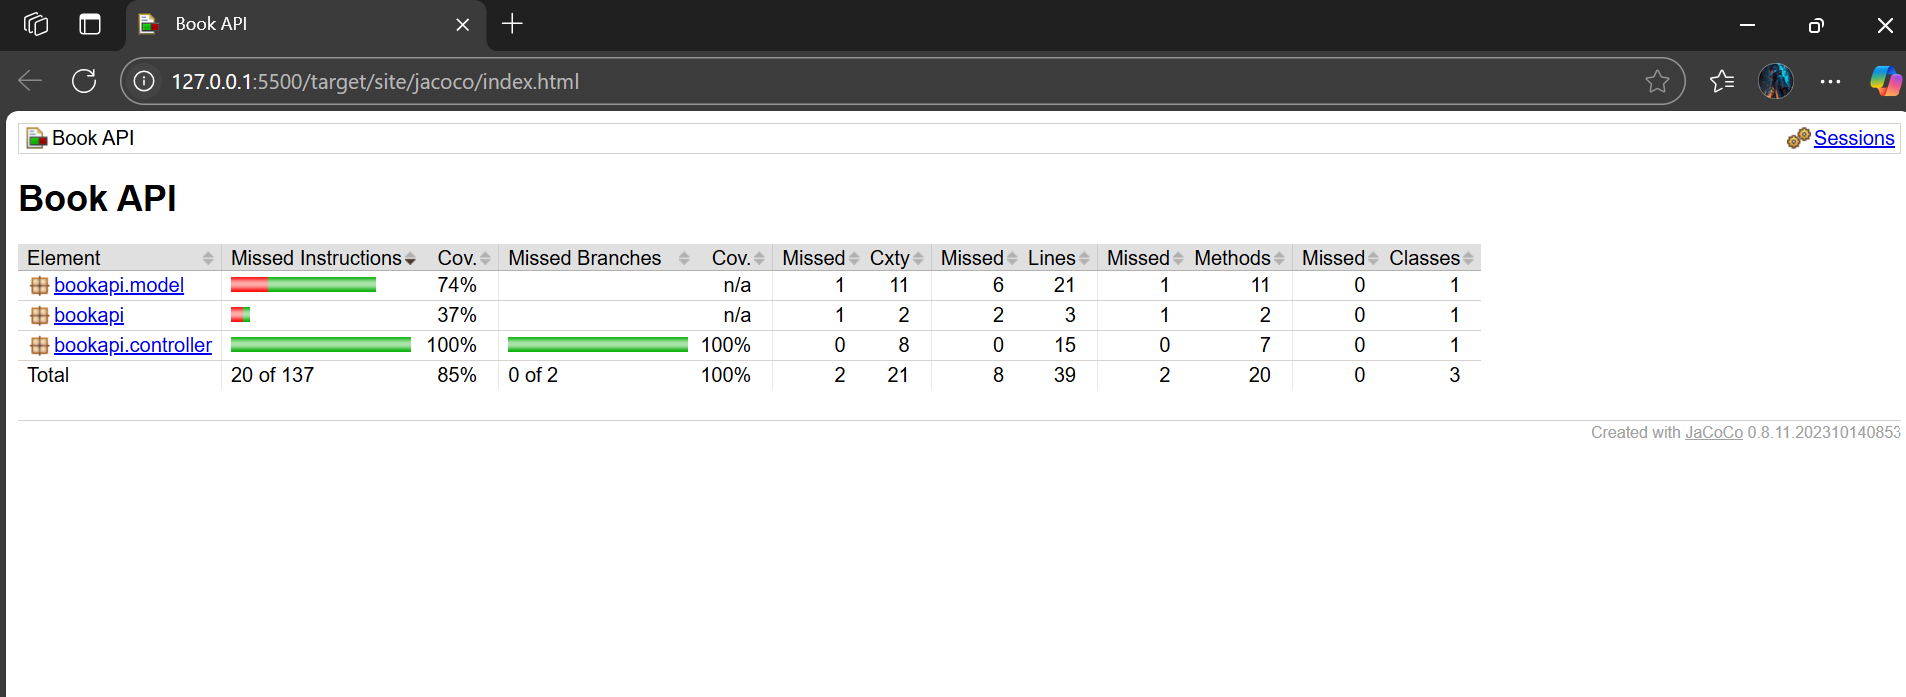 Book API
127.0.0.1:5500/target/site/jacoco/index.html
Book API Sessions
Book API
Element Missed Instructions Cov. Missed Branches Cov. Missed Cxty Missed Lines Missed Methods Missed Classes
bookapi.model 74% n/a 1 11 6 21 1 11 0 1
bookapi 37% n/a 1 2 2 3 1 2 0 1
bookapi.controller 100% 100% 0 8 0 15 0 7 0 1
Total 20 of 137 85% 0 of 2 100% 2 21 8 39 2 20 0 3
Created with JaCoCo 0.8.11.202310140853